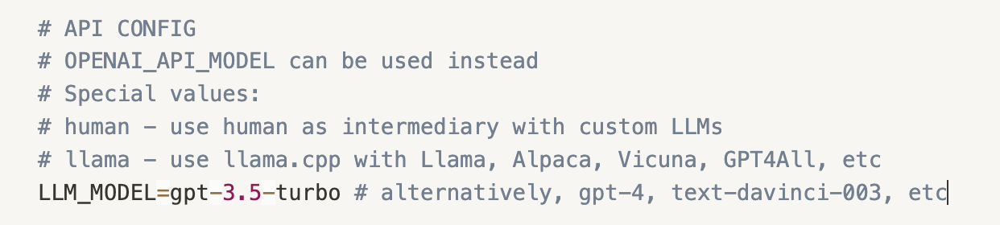 # API CONFIG
# OPENAI_API_MODEL can be used instead
# Special values:
# human – use human as intermediary with custom LLMs
# llama – use llama.cpp with Llama, Alpaca, Vicuna, GPT4All, etc
LLM_MODEL=gpt-3.5-turbo # alternatively, gpt-4, text-davinci-003, etc